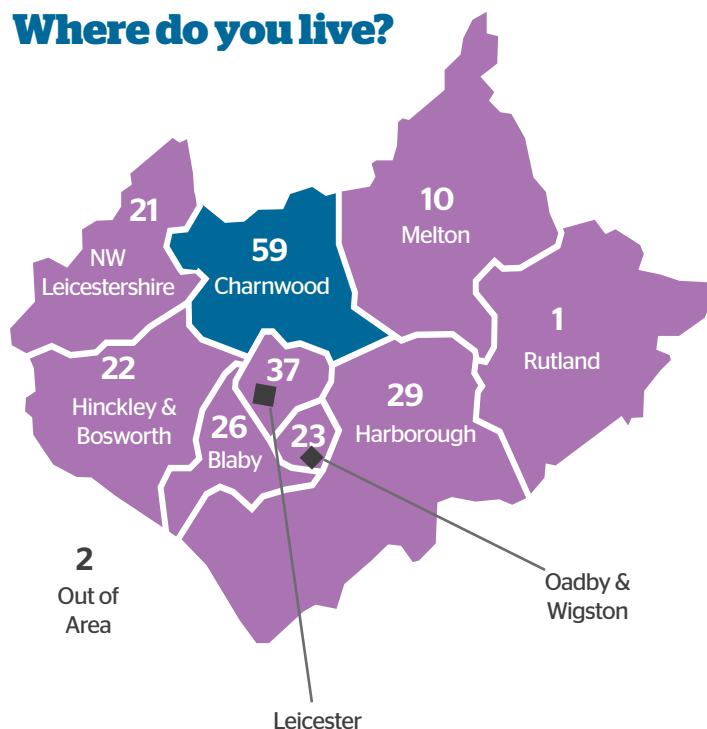 Where do you live?
21
NW
Leicestershire
59
Charnwood
10
Melton
1
Rutland
22
Hinckley &
Bosworth
37
26
Blaby
23
29
Harborough
2
Out of
Area
Oadby &
Wigston
Leicester